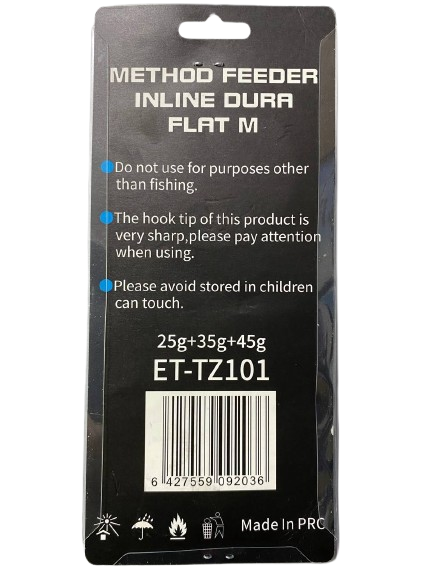 METHOD FEEDER
INLINE DURA
FLAT M
Do not use for purposes other
than fishing.
The hook tip of this product is
very sharp,please pay attention
when using.
Please avoid stored in children
can touch.
25g+35g+45g
ET-TZ101
6 427559 092036
Made In PRC